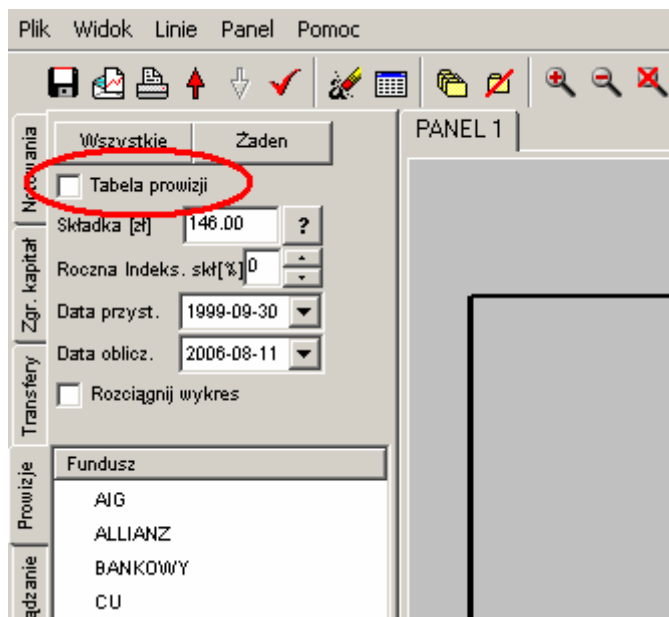 Plik Widok Linie Panel Pomoc
Wszystkie Żaden
PANEL 1
Tabela prowizji
Składka [zł] 146.00 ?
Roczna Indeks. skł[%] 0
Data przyst. 1999-09-30
Data oblicz. 2006-08-11
Rozciągnij wykres
Fundusz
AIG
ALLIANZ
BANKOWY
CU
Zgr. kapitał
Transfery
Prowizje